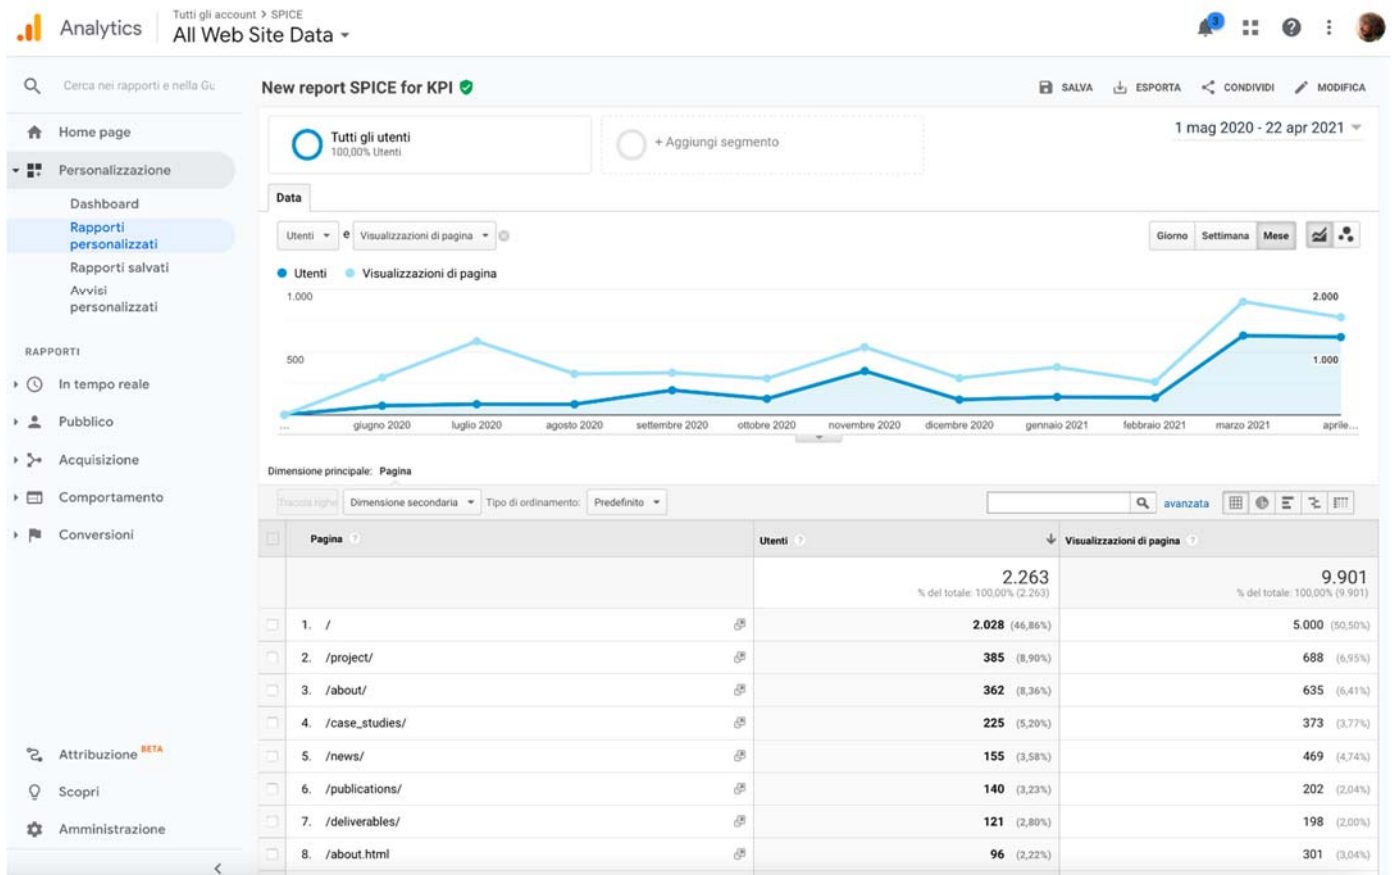 Analytics
Tutti gli account > SPICE
All Web Site Data
3
Cerca nei rapporti e nella Gu
Home page
Personalizzazione
Dashboard
Rapporti
personalizzati
Rapporti salvati
Avvisi
personalizzati
RAPPORTI
In tempo reale
Pubblico
Acquisizione
Comportamento
Conversioni
Attribuzione BETA
Scopri
Amministrazione
New report SPICE for KPI
SALVA ESPORTA CONDIVIDI MODIFICA
Tutti gli utenti
100,00% Utenti
+ Aggiungi segmento
1 mag 2020 - 22 apr 2021
Data
Utenti e Visualizzazioni di pagina
Giorno Settimana Mese
Utenti Visualizzazioni di pagina
1.000 2.000
500 1.000
... giugno 2020 luglio 2020 agosto 2020 settembre 2020 ottobre 2020 novembre 2020 dicembre 2020 gennaio 2021 febbraio 2021 marzo 2021 aprile...
Dimensione principale: Pagina
Traccia righe Dimensione secondaria Tipo di ordinamento: Predefinito avanzata
Pagina ? Utenti ? Visualizzazioni di pagina ?
2.263 9.901
% del totale: 100,00% (2.263) % del totale: 100,00% (9.901)
1. / 2.028 (46,86%) 5.000 (50,50%)
2. /project/ 385 (8,90%) 688 (6,95%)
3. /about/ 362 (8,36%) 635 (6,41%)
4. /case_studies/ 225 (5,20%) 373 (3,77%)
5. /news/ 155 (3,58%) 469 (4,74%)
6. /publications/ 140 (3,23%) 202 (2,04%)
7. /deliverables/ 121 (2,80%) 198 (2,00%)
8. /about.html 96 (2,22%) 301 (3,04%)